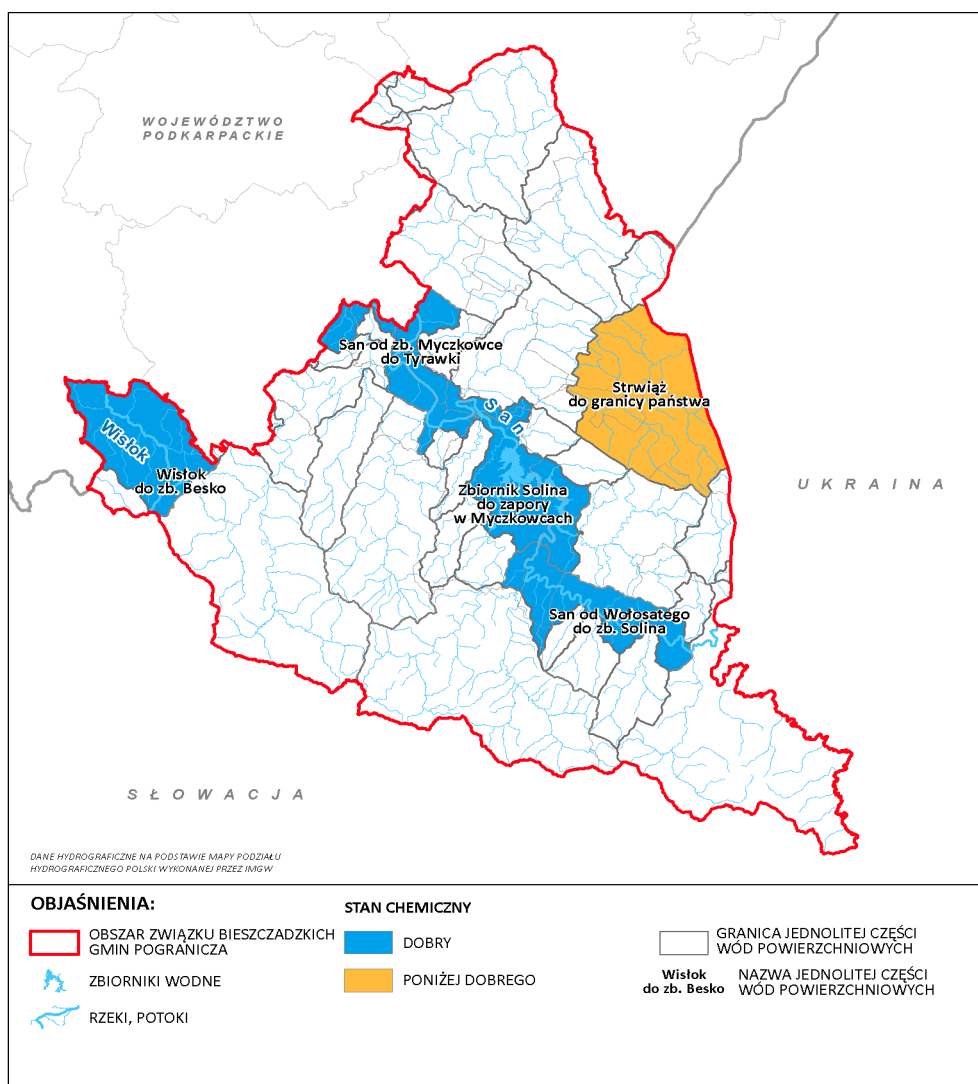 WOJEWÓDZTWO
PODKARPACKIE
San od zb. Myczkowce
do Tyrawki
San
Strwiąż
do granicy państwa
Wisłok
Wisłok
do zb. Besko
Zbiornik Solina
do zapory
w Myczkowcach
UKRAINA
San od Wołosatego
do zb. Solina
SŁOWACJA
DANE HYDROGRAFICZNE NA PODSTAWIE MAPY PODZIAŁU
HYDROGRAFICZNEGO POLSKI WYKONANEJ PRZEZ IMGW
OBJAŚNIENIA:
OBSZAR ZWIĄZKU BIESZCZADZKICH
GMIN POGRANICZA
ZBIORNIKI WODNE
RZEKI, POTOKI
STAN CHEMICZNY
DOBRY
PONIŻEJ DOBREGO
GRANICA JEDNOLITEJ CZĘŚCI
WÓD POWIERZCHNIOWYCH
Wisłok
do zb. Besko
NAZWA JEDNOLITEJ CZĘŚCI
WÓD POWIERZCHNIOWYCH